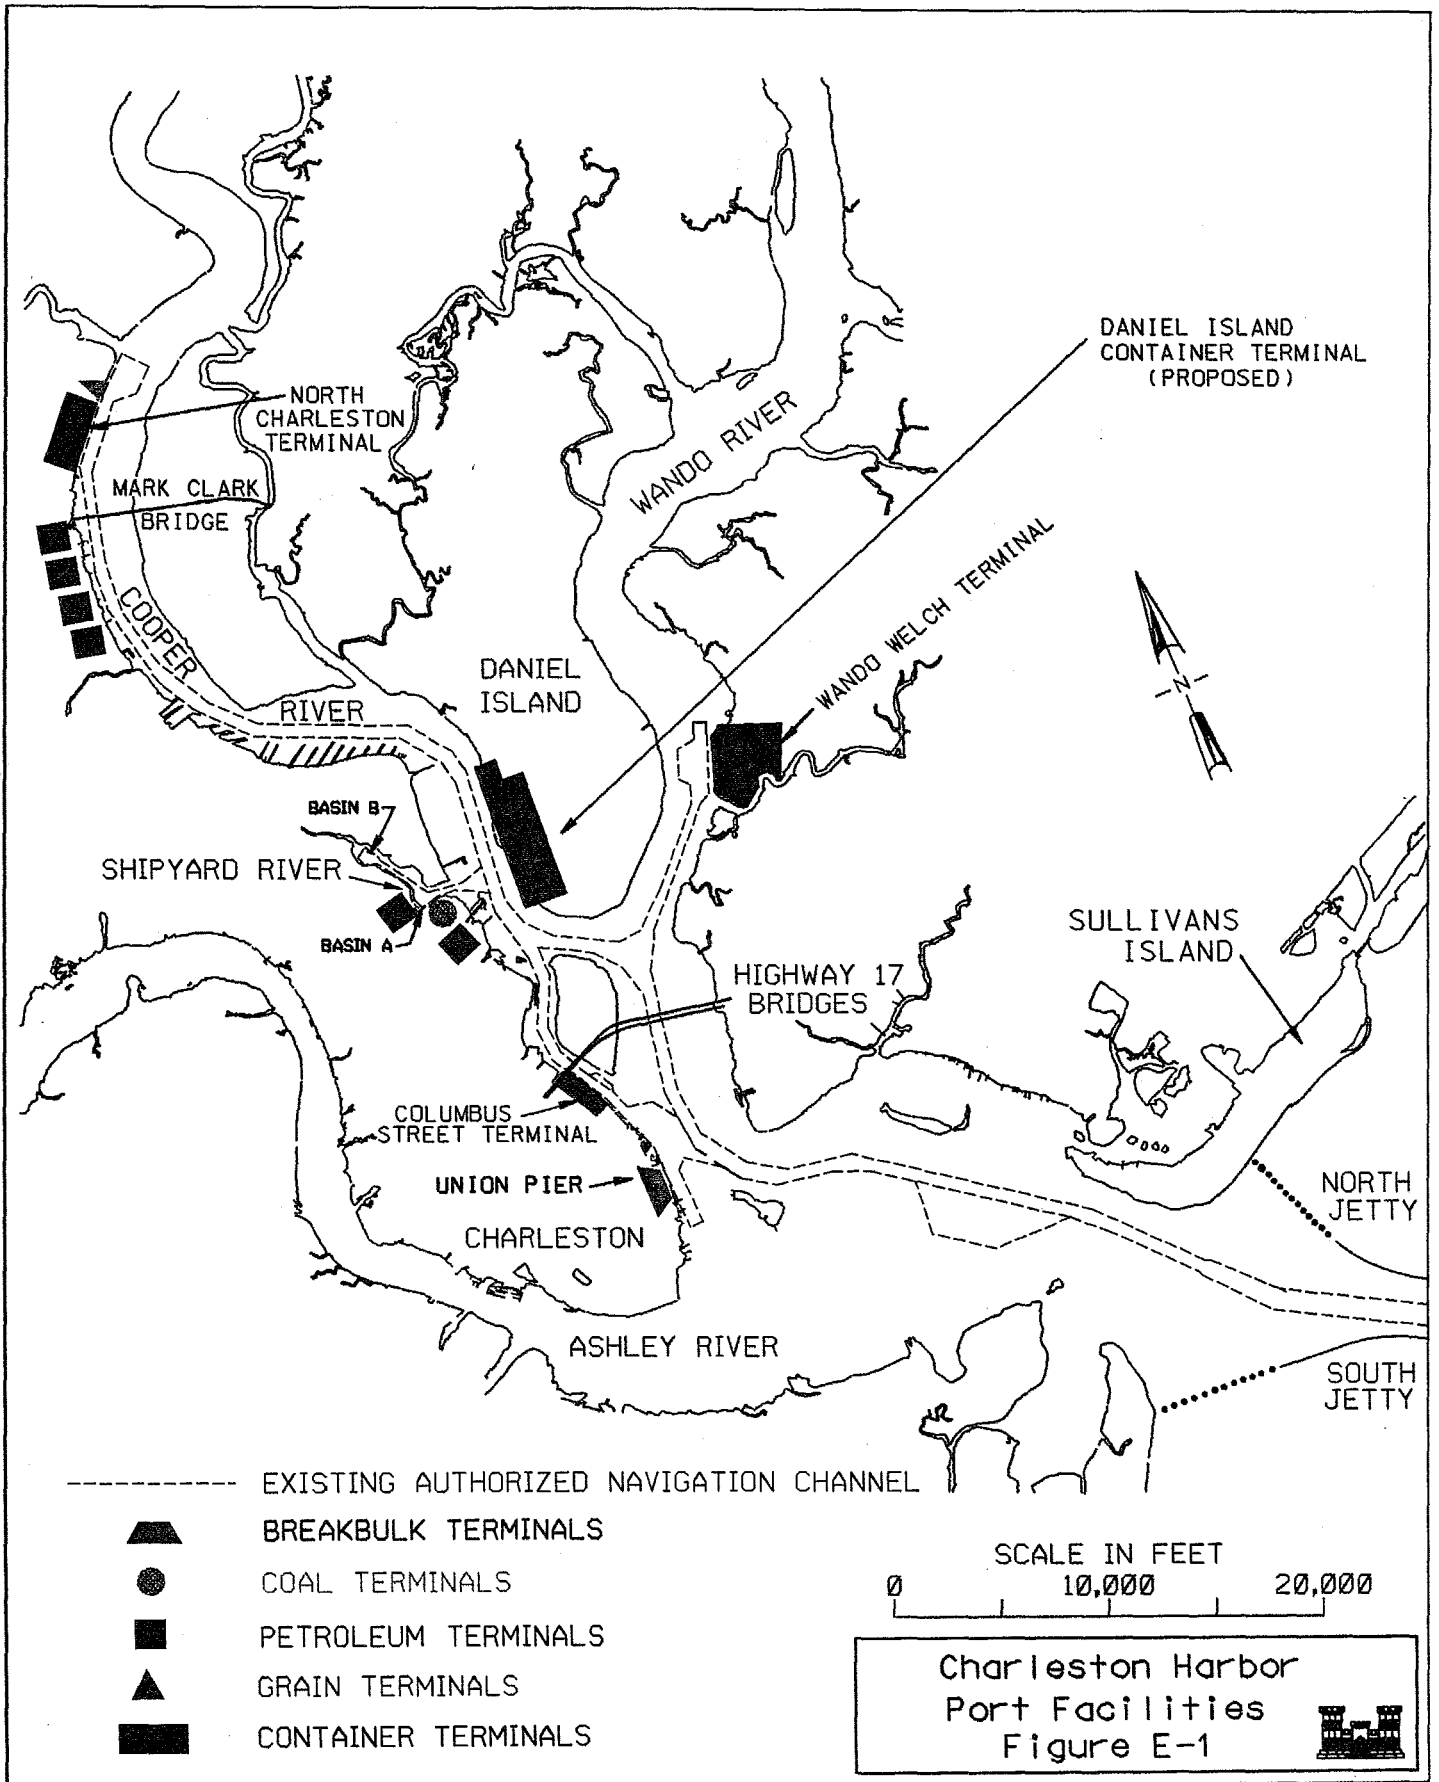 DANIEL ISLAND
CONTAINER TERMINAL
(PROPOSED)
NORTH
CHARLESTON
TERMINAL
WANDO RIVER
MARK CLARK
BRIDGE
WANDO WELCH TERMINAL
COOPER
RIVER
DANIEL
ISLAND
N
BASIN B
SHIPYARD RIVER
BASIN A
SULLIVANS
ISLAND
HIGHWAY 17
BRIDGES
COLUMBUS
STREET TERMINAL
UNION PIER
CHARLESTON
NORTH
JETTY
ASHLEY RIVER
SOUTH
JETTY
EXISTING AUTHORIZED NAVIGATION CHANNEL
BREAKBULK TERMINALS
COAL TERMINALS
PETROLEUM TERMINALS
GRAIN TERMINALS
CONTAINER TERMINALS
SCALE IN FEET
0 10,000 20,000
Charleston Harbor
Port Facilities
Figure E-1